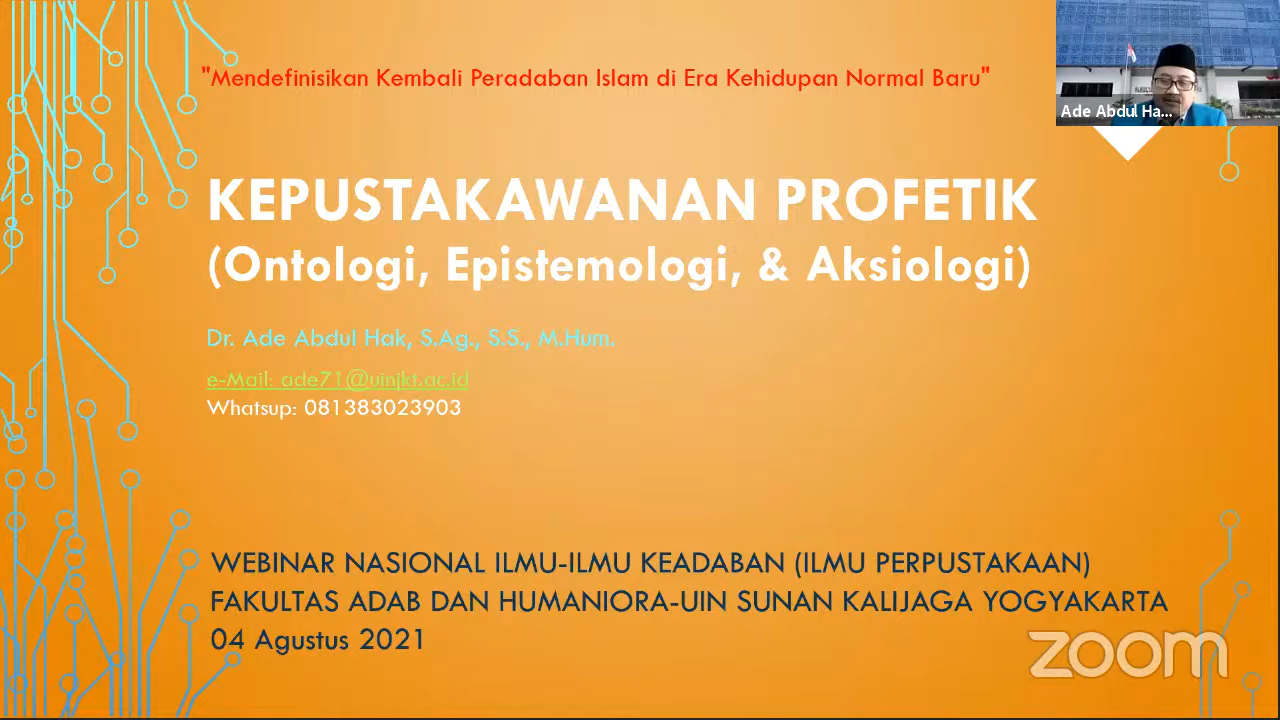 "Mendefinisikan Kembali Peradaban Islam di Era Kehidupan Normal Baru"
Ade Abdul Ha...
KEPUSTAKAWANAN PROFETIK
(Ontologi, Epistemologi, & Aksiologi)
Dr. Ade Abdul Hak, S.Ag., S.S., M.Hum.
e-Mail: ade71@uinjkt.ac.id
Whatsup: 081383023903
WEBINAR NASIONAL ILMU-ILMU KEADABAN (ILMU PERPUSTAKAAN)
FAKULTAS ADAB DAN HUMANIORA-UIN SUNAN KALIJAGA YOGYAKARTA
04 Agustus 2021
zoom